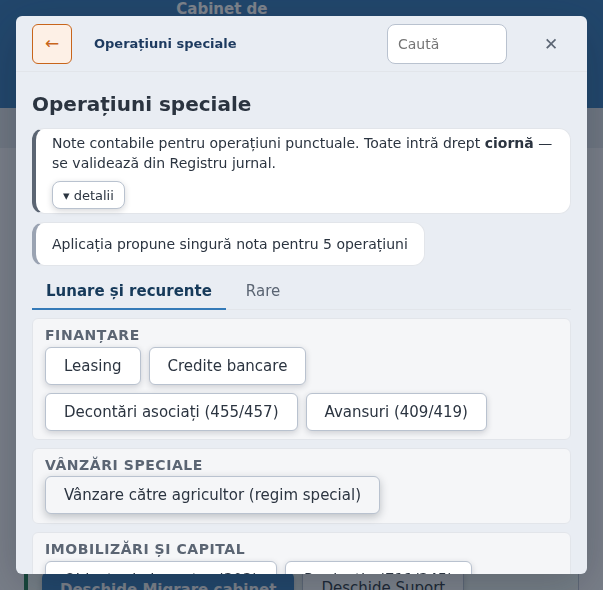 Cabinet de
← Operațiuni speciale Caută ✕
Operațiuni speciale
Note contabile pentru operațiuni punctuale. Toate intră drept ciornă —
se validează din Registru jurnal.
▾ detalii
Aplicația propune singură nota pentru 5 operațiuni
Lunare și recurente Rare
FINANȚARE
Leasing Credite bancare
Decontări asociați (455/457) Avansuri (409/419)
VÂNZĂRI SPECIALE
Vânzare către agricultor (regim special)
IMOBILIZĂRI ȘI CAPITAL
Deschide Migrare cabinet Deschide Suport